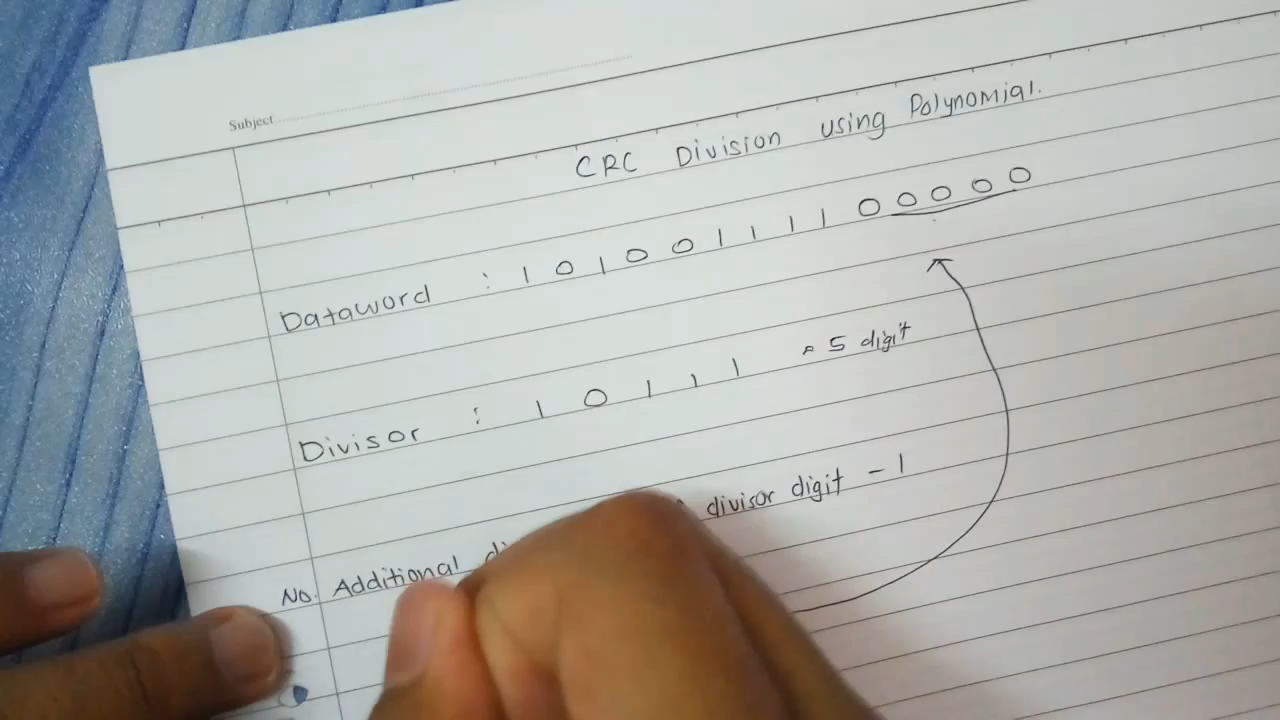 Subject
CRC Division using Polynomial.
Dataword : 1 0 1 0 0 1 1 1 1 0 0 0 0 0
Divisor : 1 0 1 1 1 = 5 digit
No. Additional divisor digit - 1